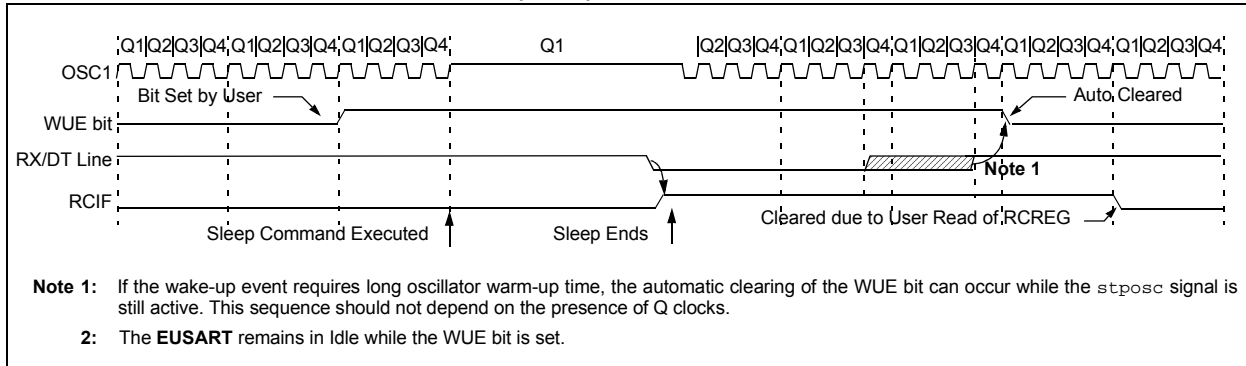 Q1|Q2|Q3|Q4|Q1|Q2|Q3|Q4|Q1|Q2|Q3|Q4 Q1 |Q2|Q3|Q4|Q1|Q2|Q3|Q4|Q1|Q2|Q3|Q4|Q1|Q2|Q3|Q4|Q1|Q2|Q3|Q4
OSC1
Bit Set by User
Auto Cleared
WUE bit
RX/DT Line
Note 1
RCIF
Cleared due to User Read of RCREG
Sleep Command Executed
Sleep Ends
Note 1: If the wake-up event requires long oscillator warm-up time, the automatic clearing of the WUE bit can occur while the stposc signal is
still active. This sequence should not depend on the presence of Q clocks.
2: The EUSART remains in Idle while the WUE bit is set.